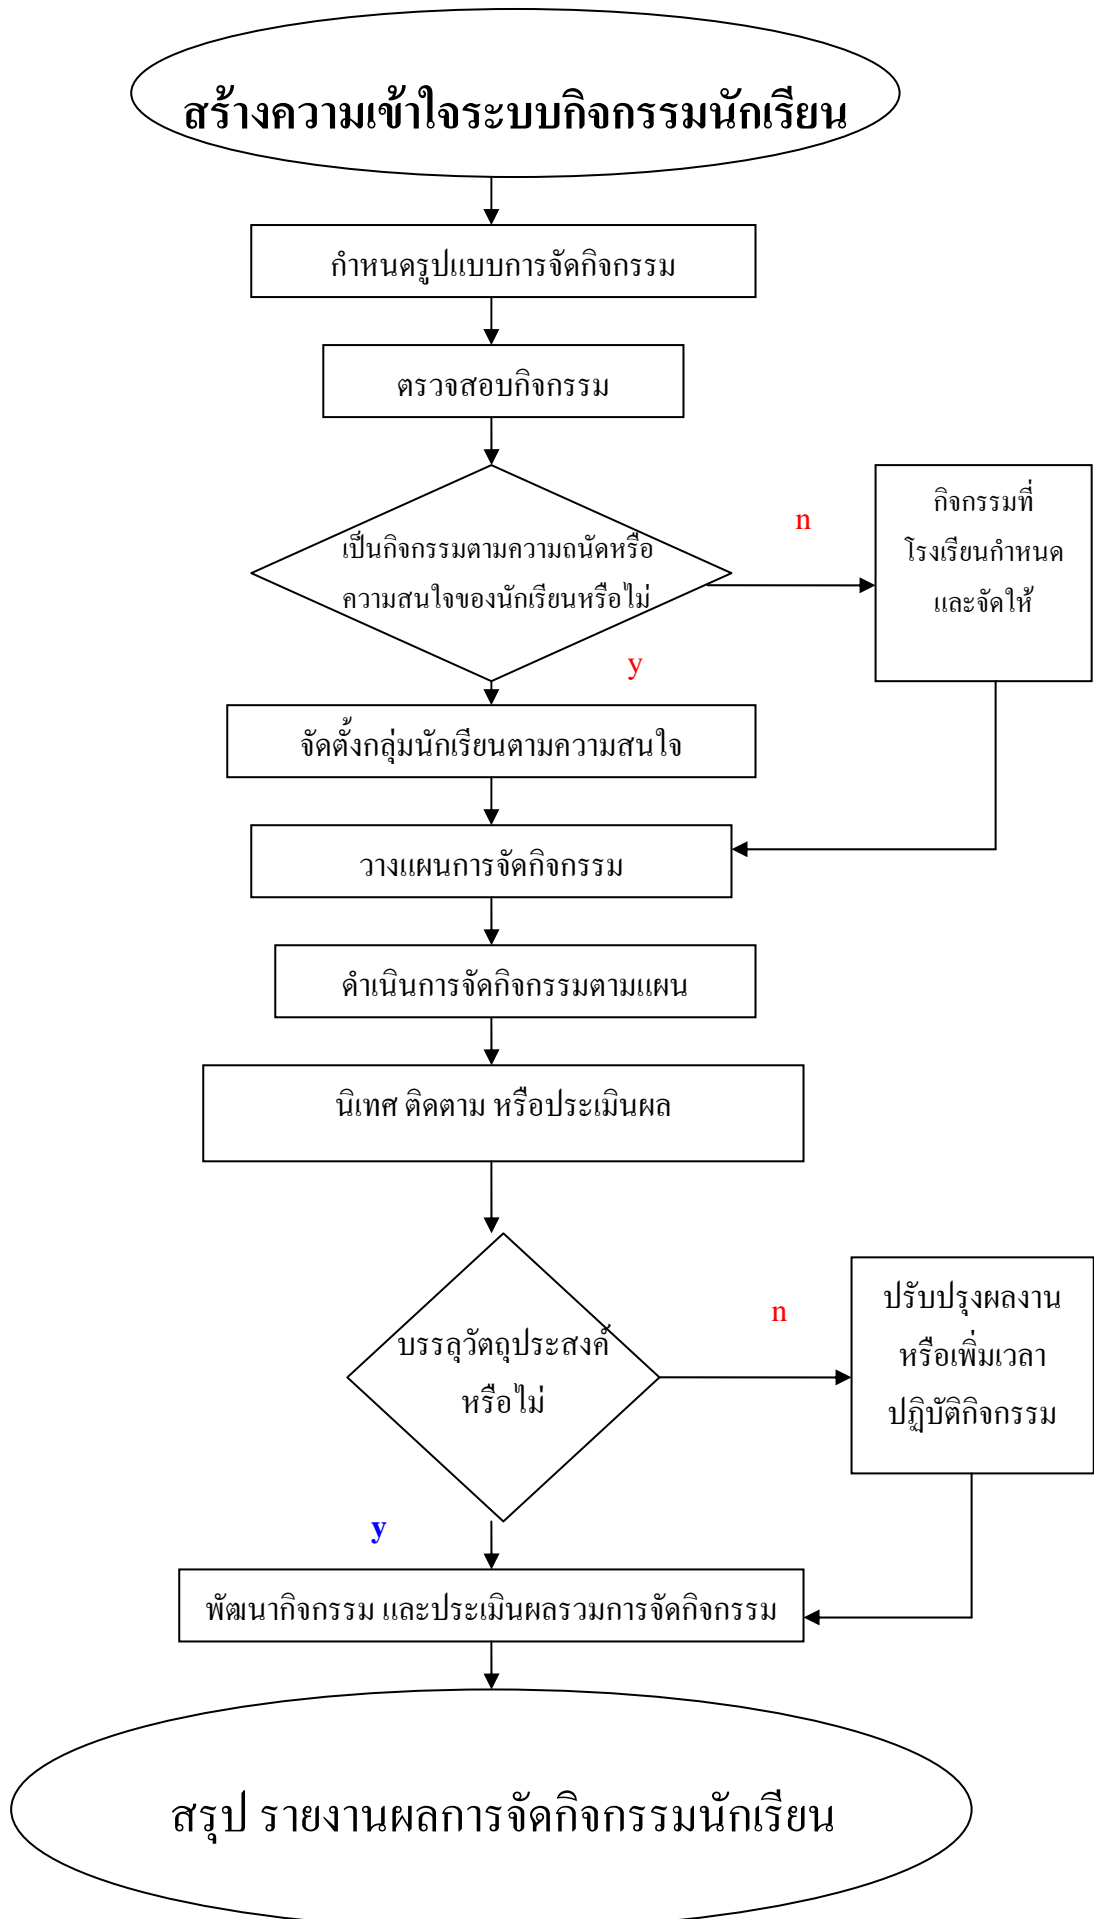 สร้างความเข้าใจระบบกิจกรรมนักเรียน
กำหนดรูปแบบการจัดกิจกรรม
ตรวจสอบกิจกรรม
เป็นกิจกรรมตามความถนัดหรือ
ความสนใจของนักเรียนหรือไม่
n
กิจกรรมที่
โรงเรียนกำหนด
และจัดให้
y
จัดตั้งกลุ่มนักเรียนตามความสนใจ
วางแผนการจัดกิจกรรม
ดำเนินการจัดกิจกรรมตามแผน
นิเทศ ติดตาม หรือประเมินผล
บรรลุวัตถุประสงค์
หรือไม่
n
ปรับปรุงผลงาน
หรือเพิ่มเวลา
ปฏิบัติกิจกรรม
y
พัฒนากิจกรรม และประเมินผลรวมการจัดกิจกรรม
สรุป รายงานผลการจัดกิจกรรมนักเรียน